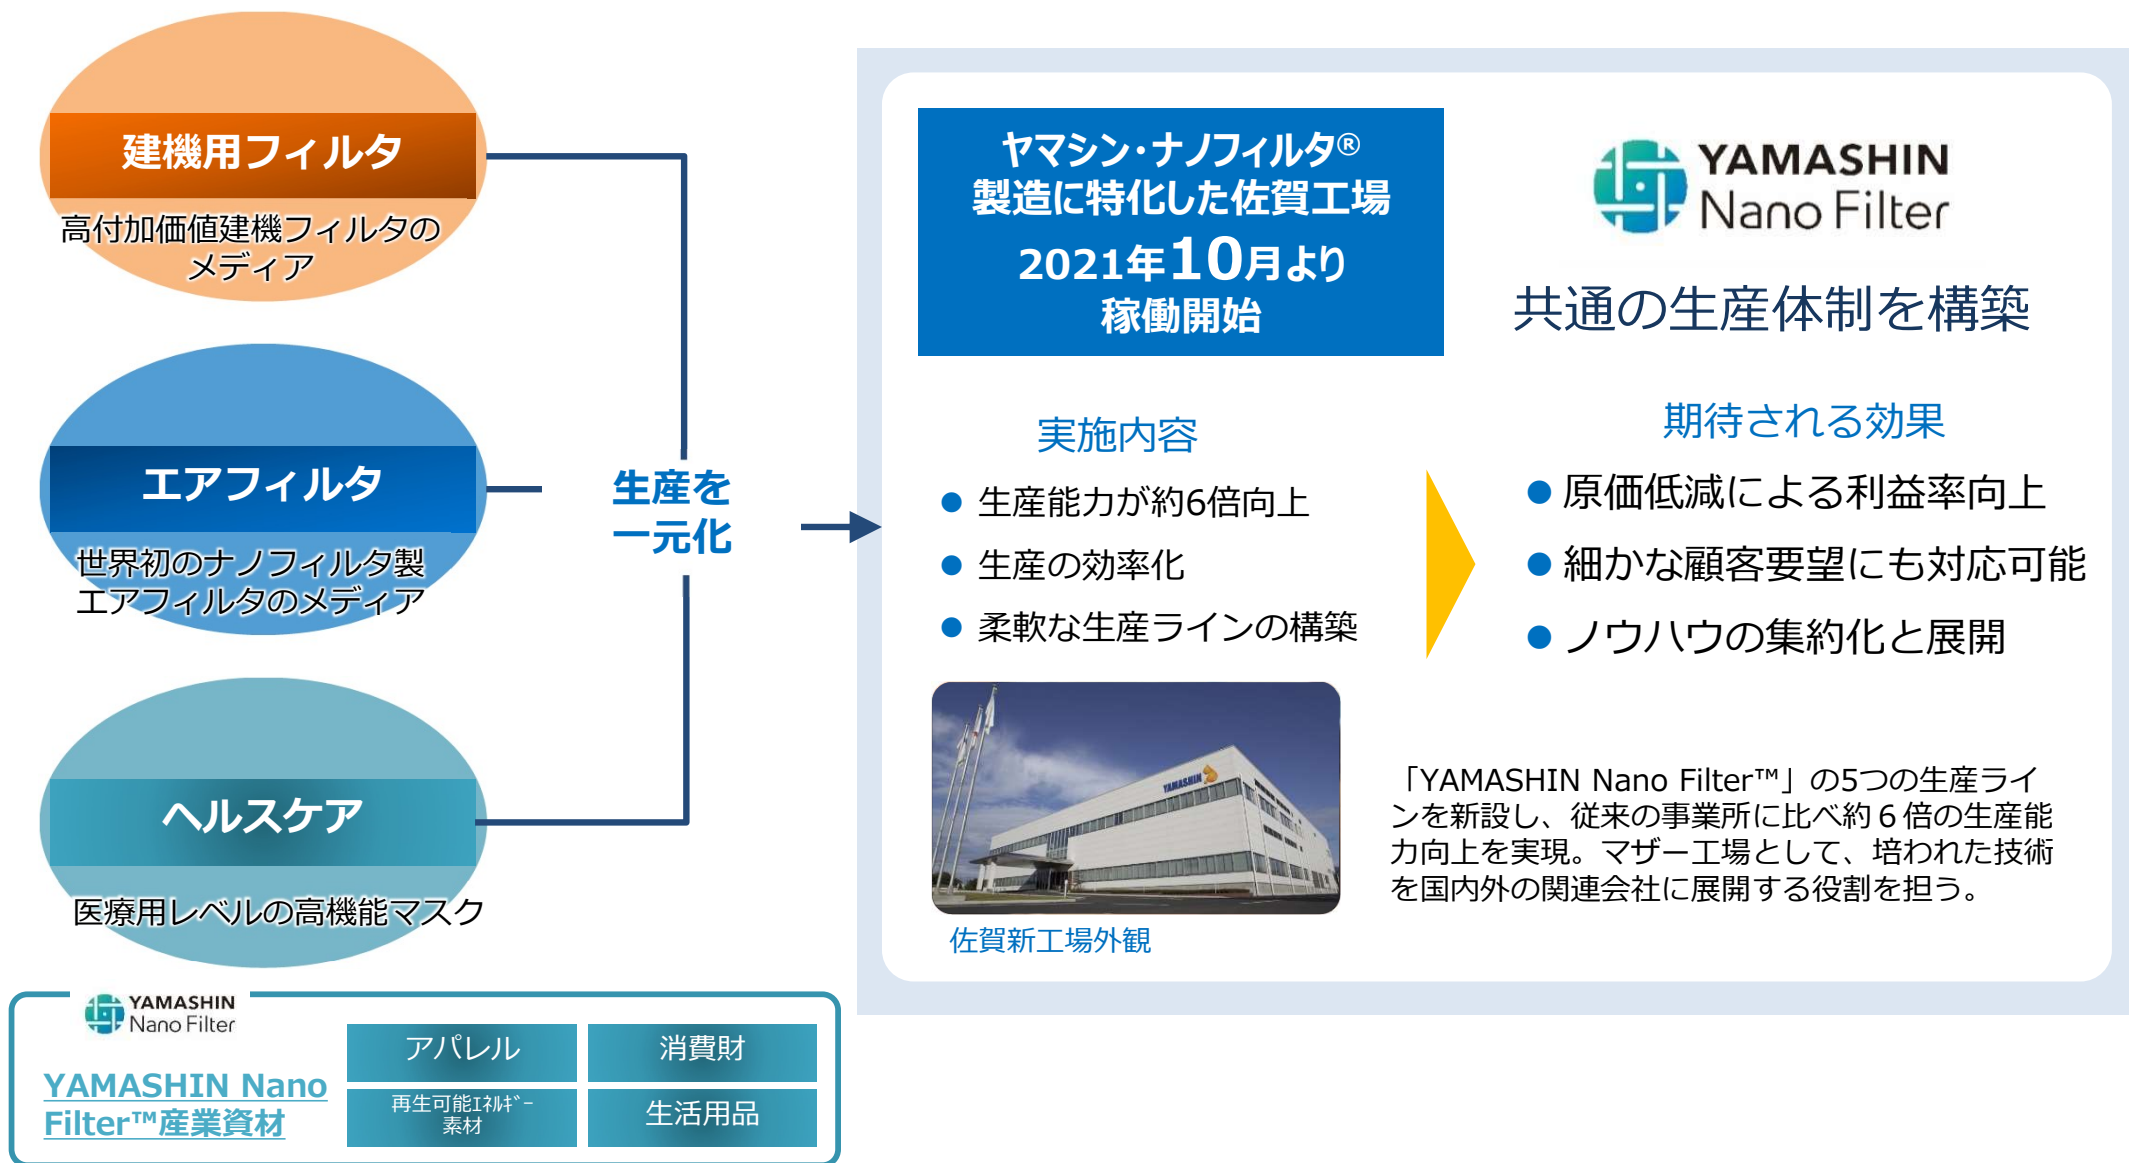 建機用フィルタ
高付加価値建機フィルタの
メディア
エアフィルタ
世界初のナノフィルタ製
エアフィルタのメディア
ヘルスケア
医療用レベルの高機能マスク
生産を
一元化
YAMASHIN
Nano Filter
YAMASHIN Nano
Filter™産業資材
アパレル
消費財
再生可能ｴﾈﾙｷﾞｰ
素材
生活用品
ヤマシン・ナノフィルタ®
製造に特化した佐賀工場
2021年10月より
稼働開始
YAMASHIN
Nano Filter
共通の生産体制を構築
実施内容
● 生産能力が約6倍向上
● 生産の効率化
● 柔軟な生産ラインの構築
期待される効果
● 原価低減による利益率向上
● 細かな顧客要望にも対応可能
● ノウハウの集約化と展開
YAMASHIN
佐賀新工場外観
「YAMASHIN Nano Filter™」の5つの生産ライ
ンを新設し、従来の事業所に比べ約６倍の生産能
力向上を実現。マザー工場として、培われた技術
を国内外の関連会社に展開する役割を担う。